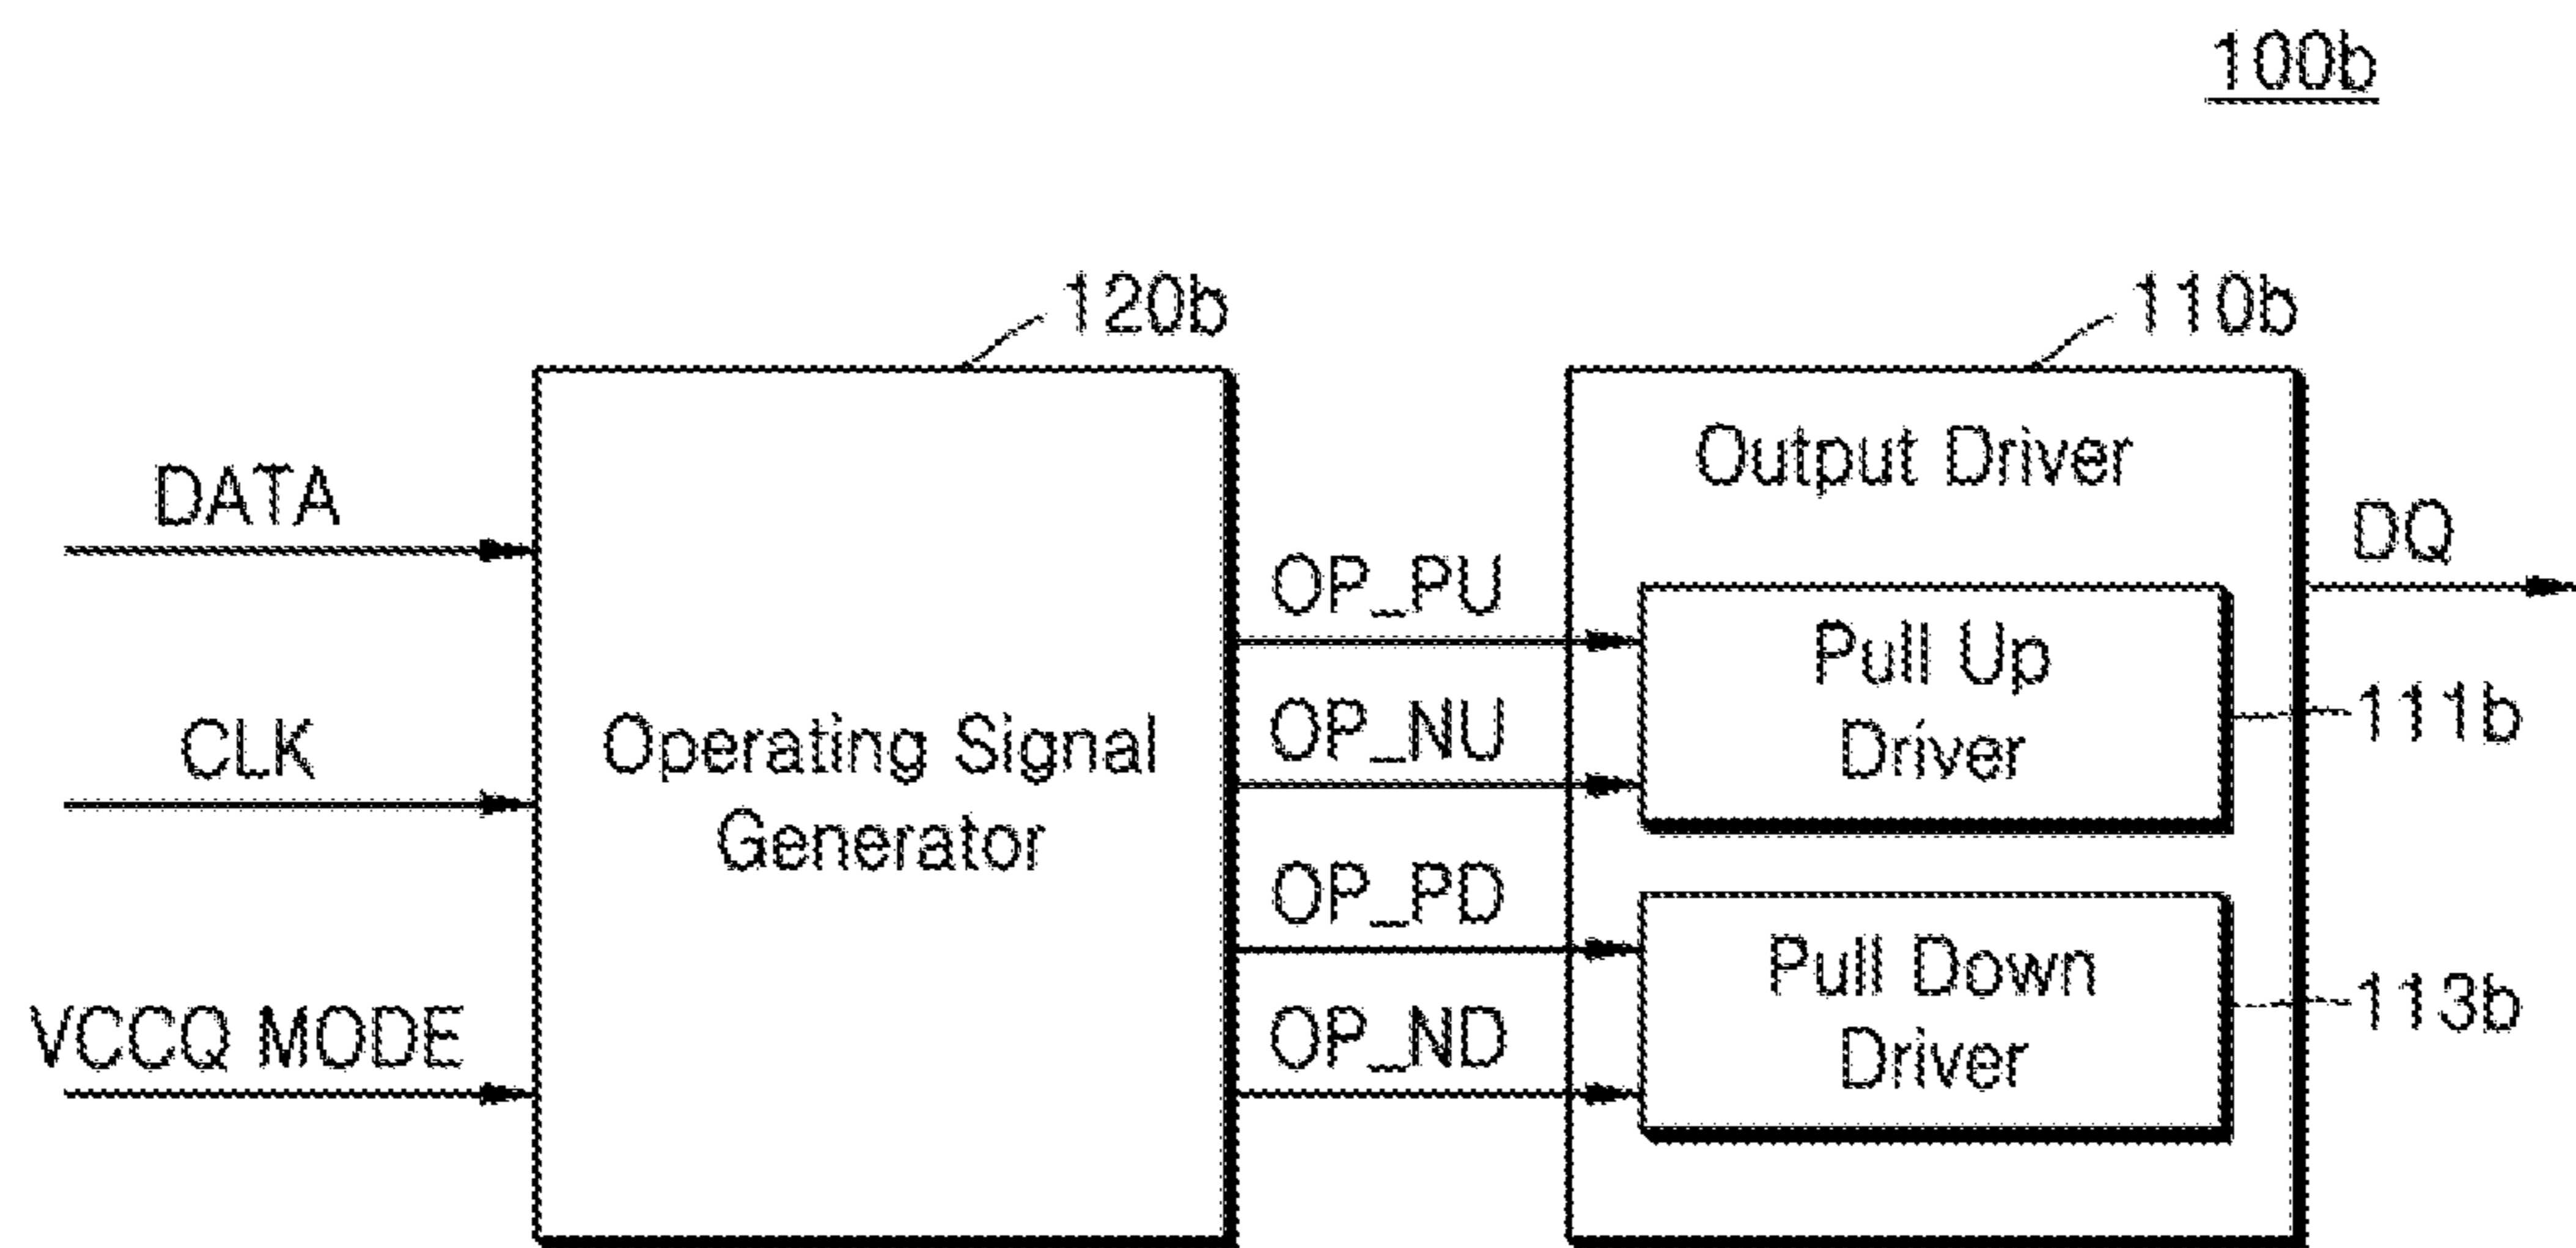 100b
120b
110b
DATA
CLK
VCCQ MODE
Operating Signal
Generator
OP_PU
OP_NU
OP_PD
OP_ND
Output Driver
Pull Up
Driver
Pull Down
Driver
DQ
111b
113b